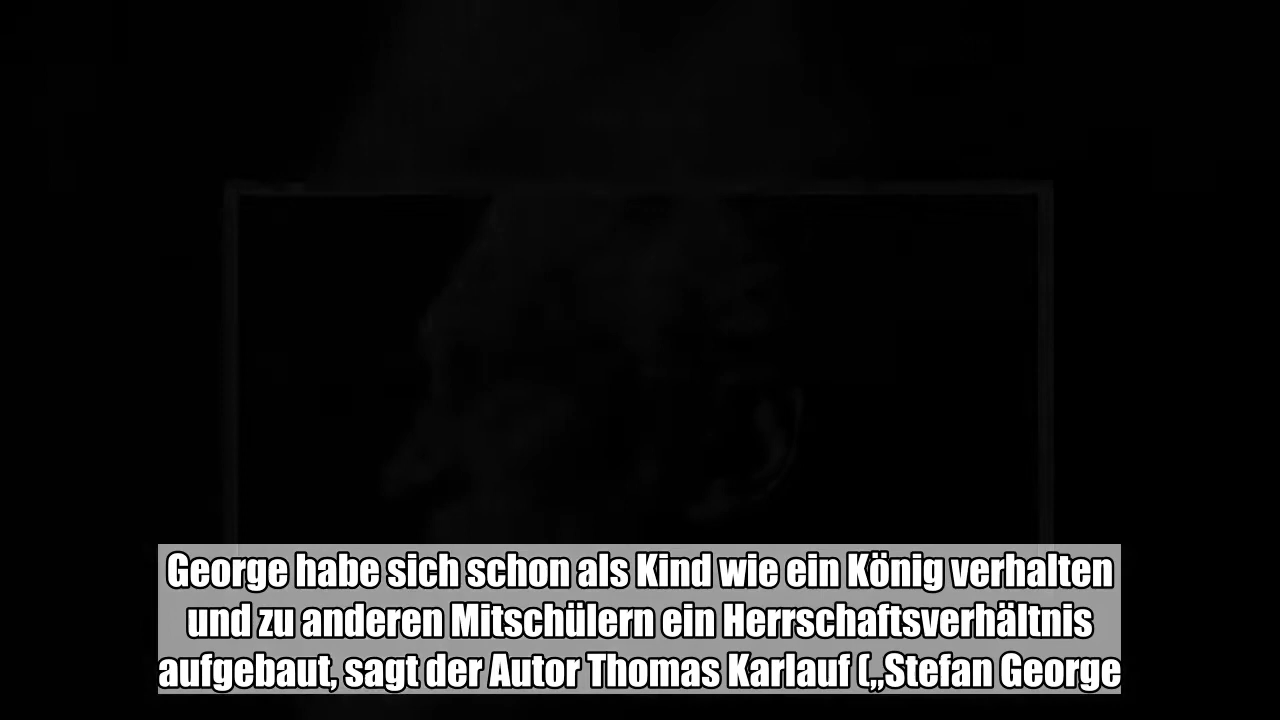 George habe sich schon als Kind wie ein König verhalten
und zu anderen Mitschülern ein Herrschaftsverhältnis
aufgebaut, sagt der Autor Thomas Karlauf („Stefan George